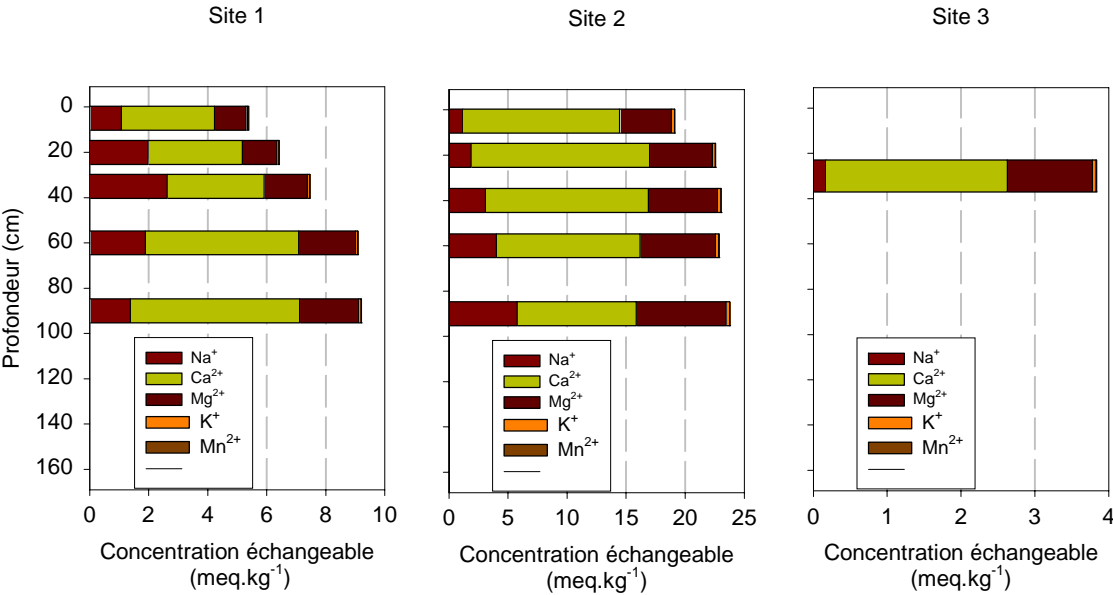 Site 1
Site 2
Site 3
Profondeur (cm)
0
20
40
60
80
100
120
140
160
Na⁺
Ca²⁺
Mg²⁺
K⁺
Mn²⁺
0 2 4 6 8 10
Concentration échangeable
(meq.kg⁻¹)
Na⁺
Ca²⁺
Mg²⁺
K⁺
Mn²⁺
0 5 10 15 20 25
Concentration échangeable
(meq.kg⁻¹)
Na⁺
Ca²⁺
Mg²⁺
K⁺
Mn²⁺
0 1 2 3 4
Concentration échangeable
(meq.kg⁻¹)